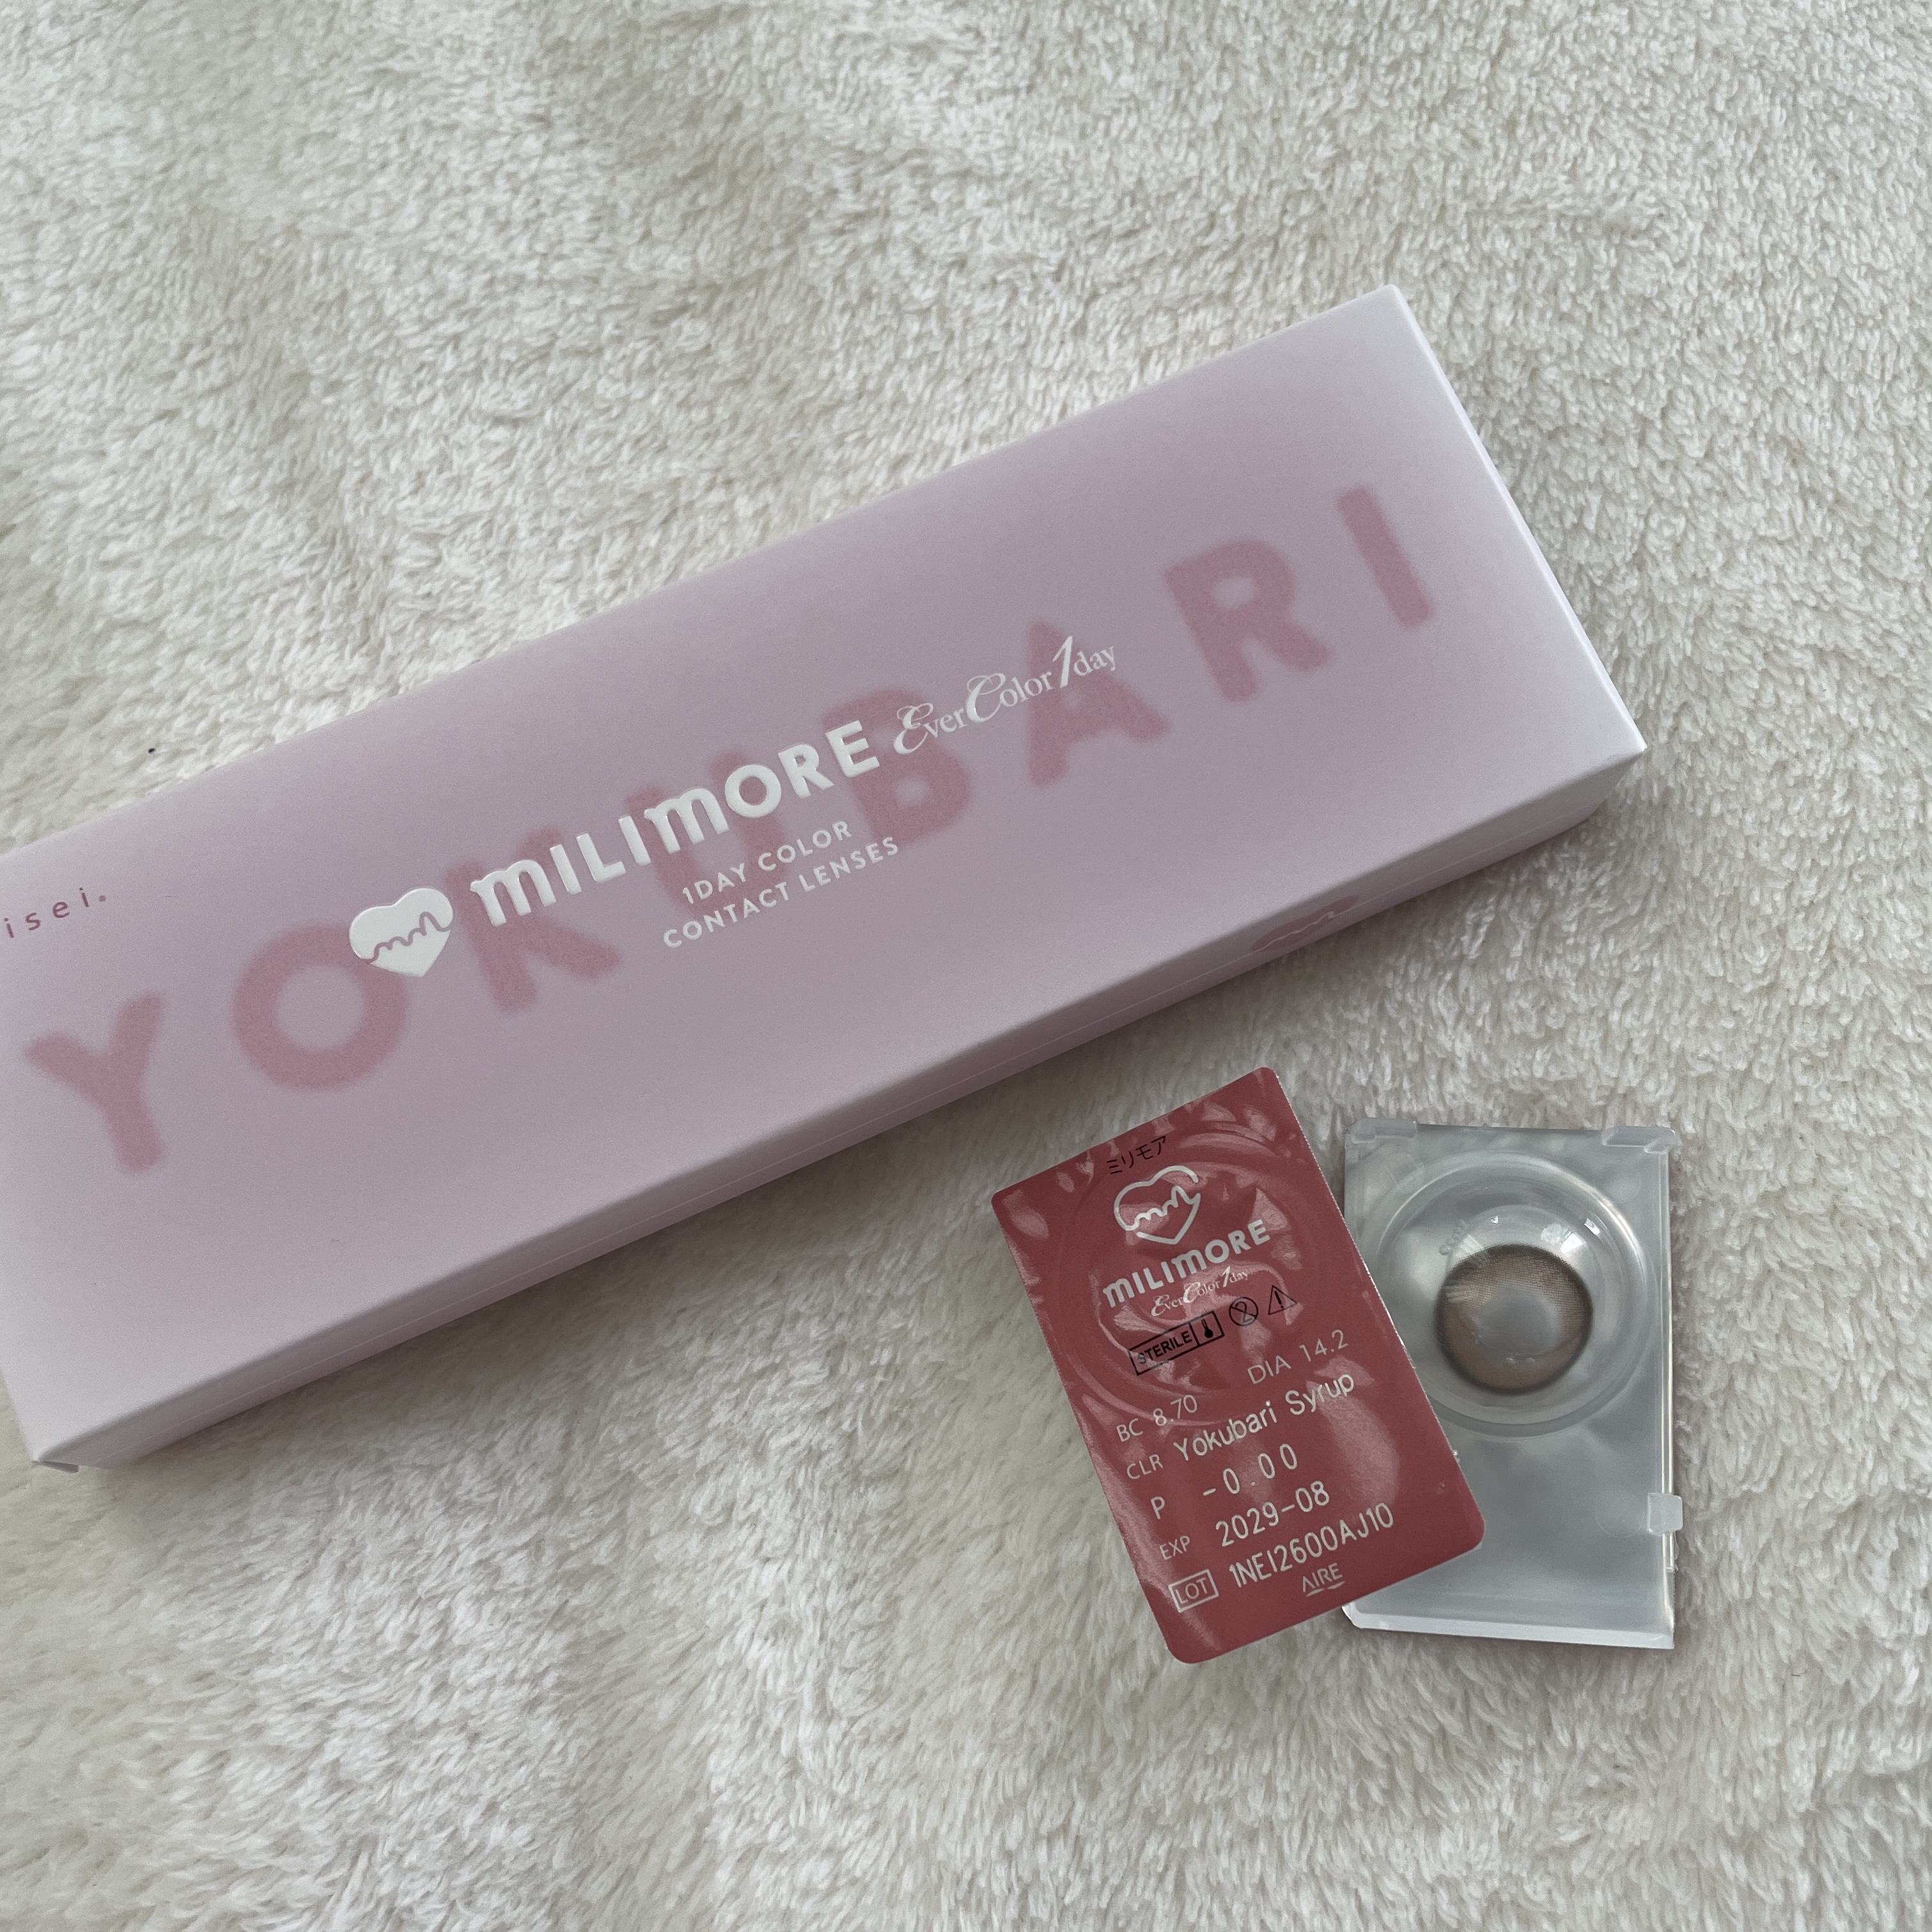 isei.
YOKUBARI
MILIMORE EverColor1day
1DAY COLOR
CONTACT LENSES
ミリモア
MILIMORE
EverColor1day
STERILE
BC 8.70 DIA 14.2
CLR Yokubari Syrup
P -0.00
EXP 2029-08
LOT 1NEI2600AJ10
AIRE